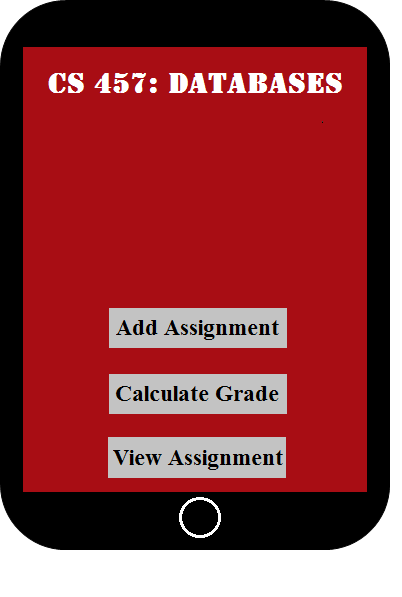 CS 457: DATABASES
Add Assignment
Calculate Grade
View Assignment